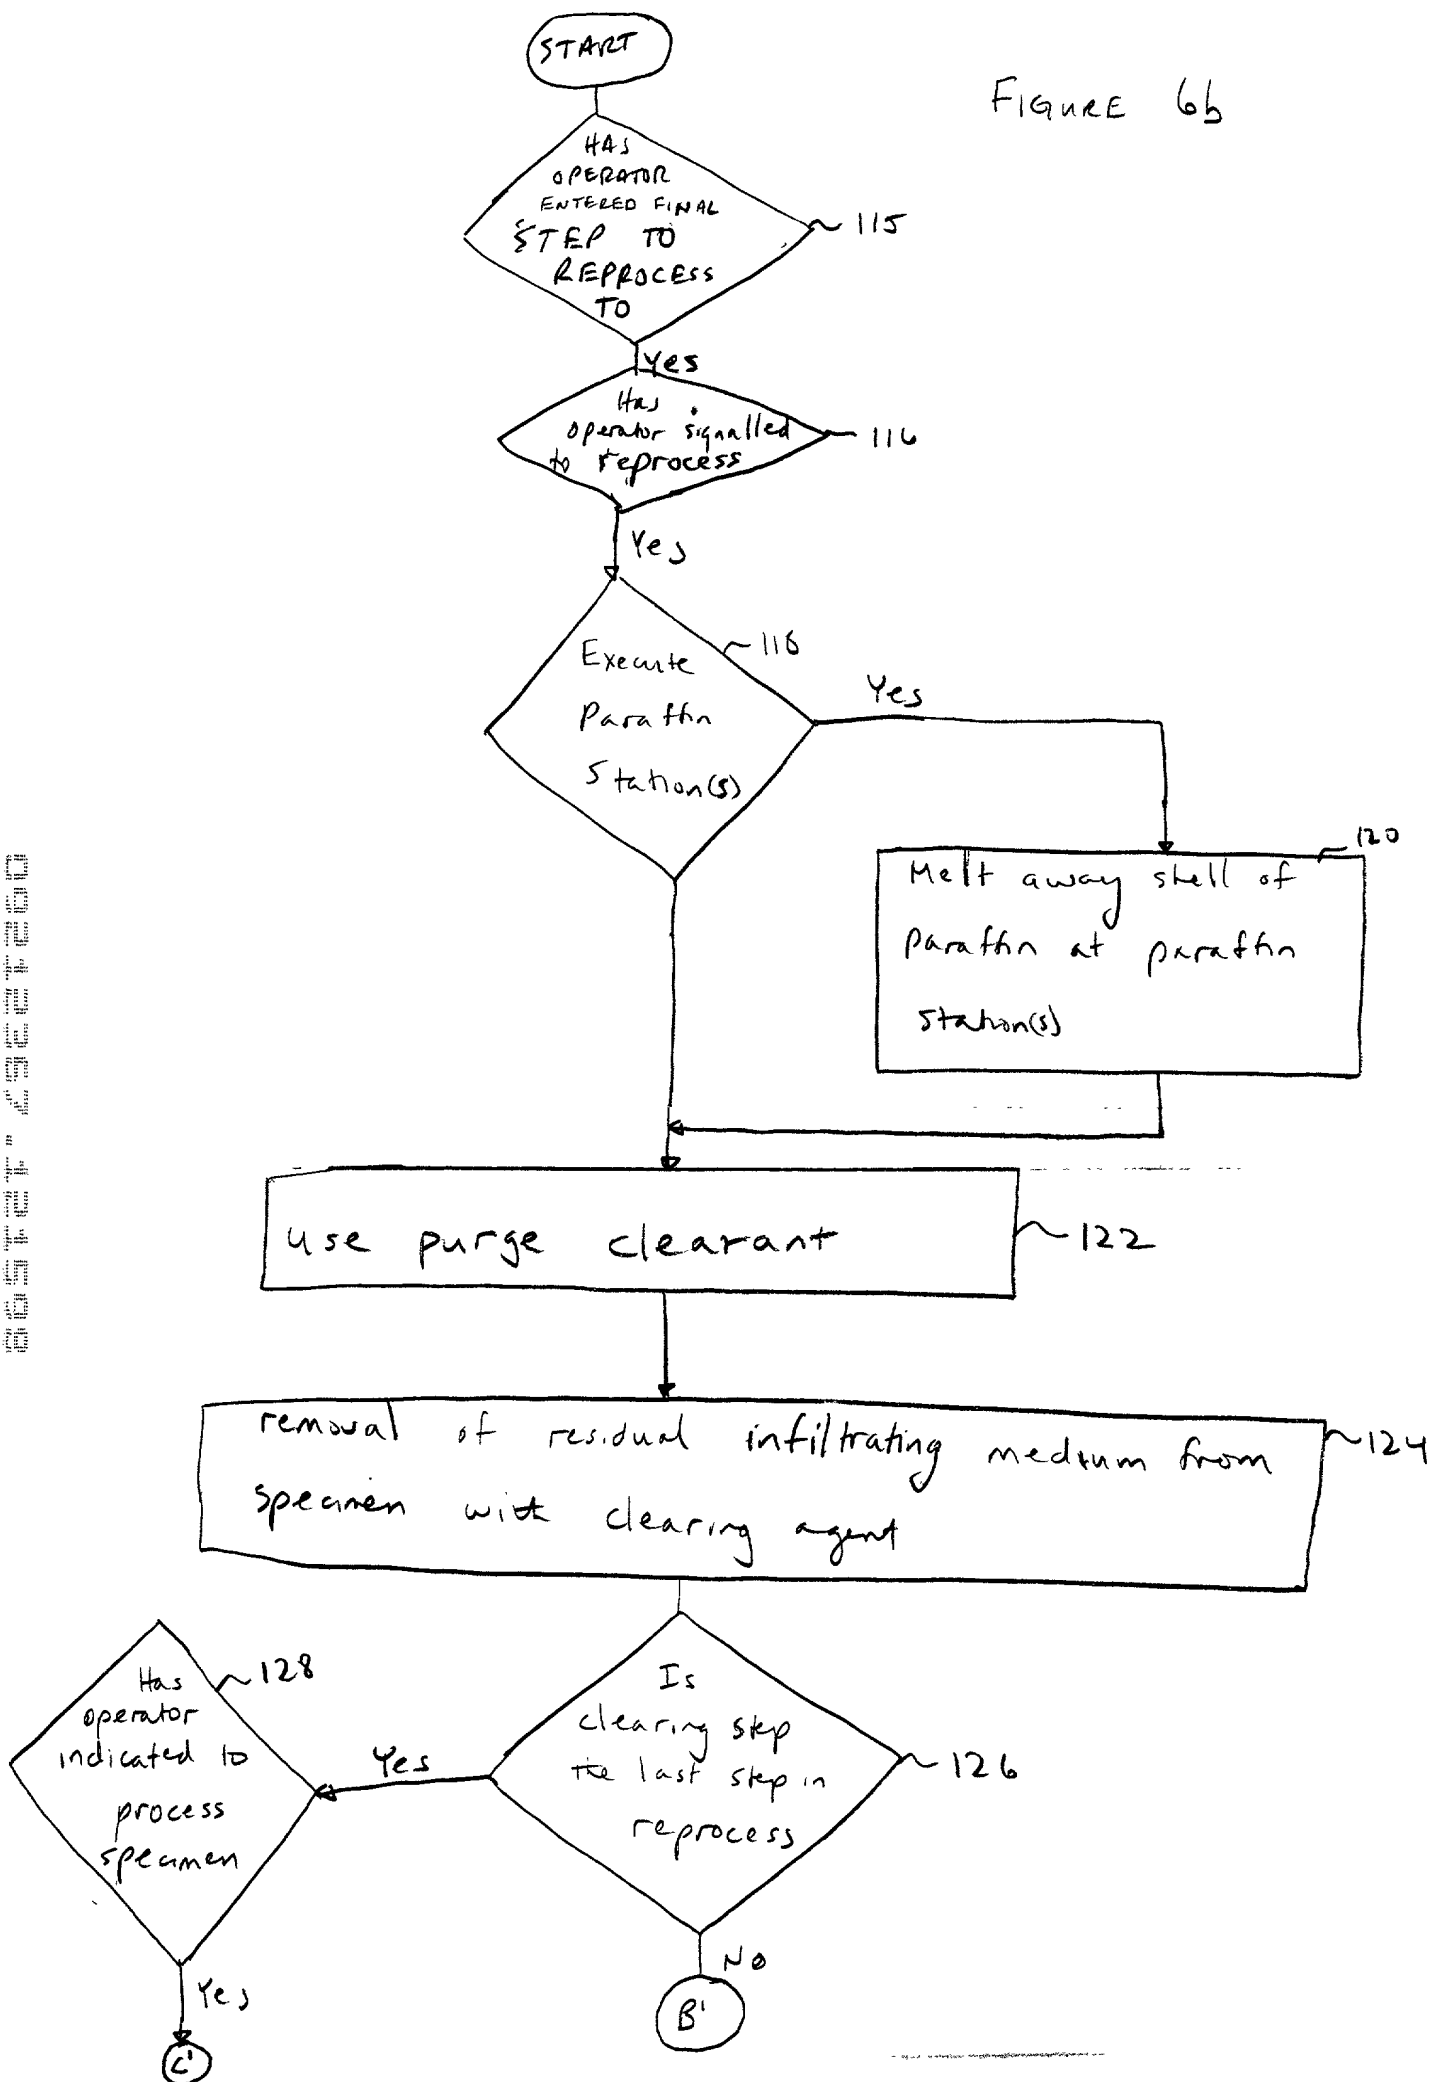 START
FIGURE 6b
HAS
OPERATOR
ENTERED FINAL
STEP TO
REPROCESS
TO
115
Yes
Has
operator signalled
to reprocess
116
Yes
Execute
Paraffin
Station(s)
118
Yes
120
Melt away shell of
paraffin at paraffin
station(s)
use purge clearant
122
removal of residual infiltrating medium from
specimen with clearing agent
124
Has
operator
indicated to
process
specimen
128
Yes
Is
clearing step
the last step in
reprocess
126
Yes
No
C'
B'